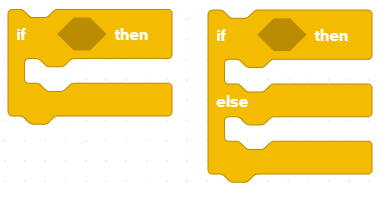 if then
if then
else